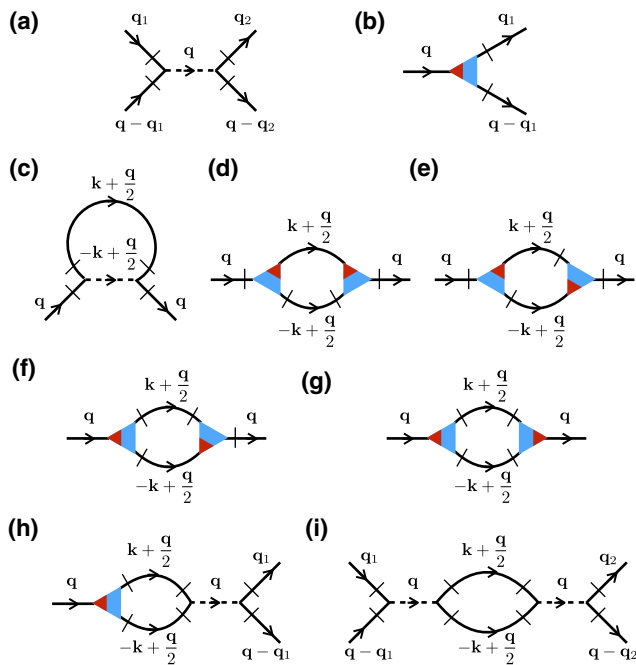 (a)
q₁
q
q₂
q − q₁
q − q₂
(b)
q
q₁
q − q₁
(c)
k + q/2
−k + q/2
q
q
(d)
k + q/2
q
q
−k + q/2
(e)
k + q/2
q
q
−k + q/2
(f)
k + q/2
q
q
−k + q/2
(g)
k + q/2
q
q
−k + q/2
(h)
k + q/2
q
q
q₁
−k + q/2
q − q₁
(i)
q₁
k + q/2
q₂
q
q
q − q₁
−k + q/2
q − q₂